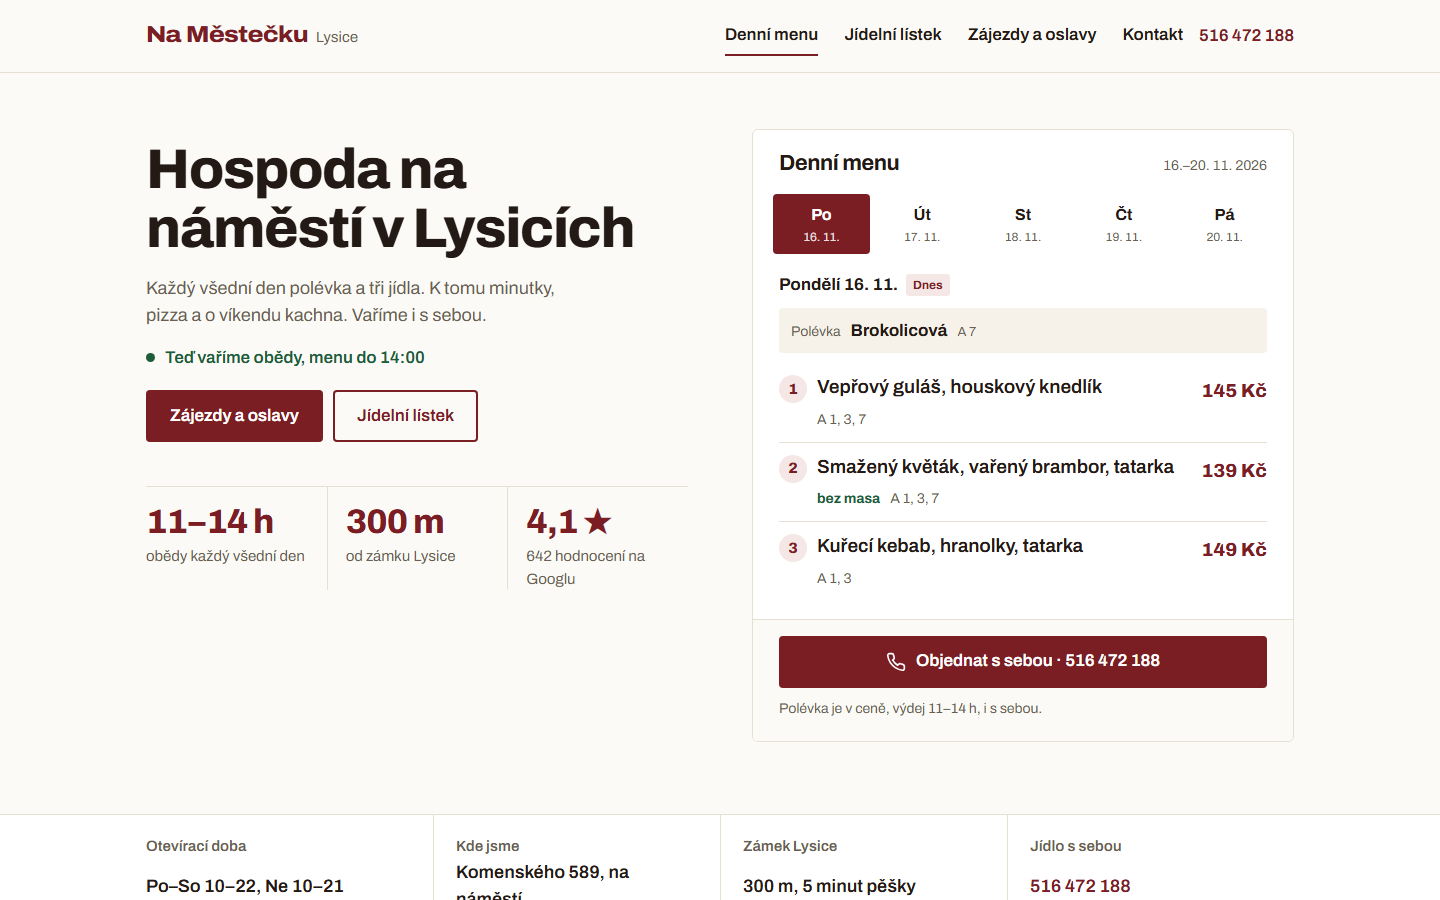 Na Městečku Lysice
Denní menu
Jídelní lístek
Zájezdy a oslavy
Kontakt
516 472 188
Hospoda na
náměstí v Lysicích
Každý všední den polévka a tři jídla. K tomu minutky,
pizza a o víkendu kachna. Vaříme i s sebou.
Teď vaříme obědy, menu do 14:00
Zájezdy a oslavy
Jídelní lístek
11–14 h
obědy každý všední den
300 m
od zámku Lysice
4,1 ★
642 hodnocení na
Googlu
Denní menu
16.–20. 11. 2026
Po
16. 11.
Út
17. 11.
St
18. 11.
Čt
19. 11.
Pá
20. 11.
Pondělí 16. 11. Dnes
Polévka Brokolicová A 7
1 Vepřový guláš, houskový knedlík 145 Kč
A 1, 3, 7
2 Smažený květák, vařený brambor, tatarka 139 Kč
bez masa A 1, 3, 7
3 Kuřecí kebab, hranolky, tatarka 149 Kč
A 1, 3
Objednat s sebou · 516 472 188
Polévka je v ceně, výdej 11–14 h, i s sebou.
Otevírací doba
Po–So 10–22, Ne 10–21
Kde jsme
Komenského 589, na
náměstí
Zámek Lysice
300 m, 5 minut pěšky
Jídlo s sebou
516 472 188